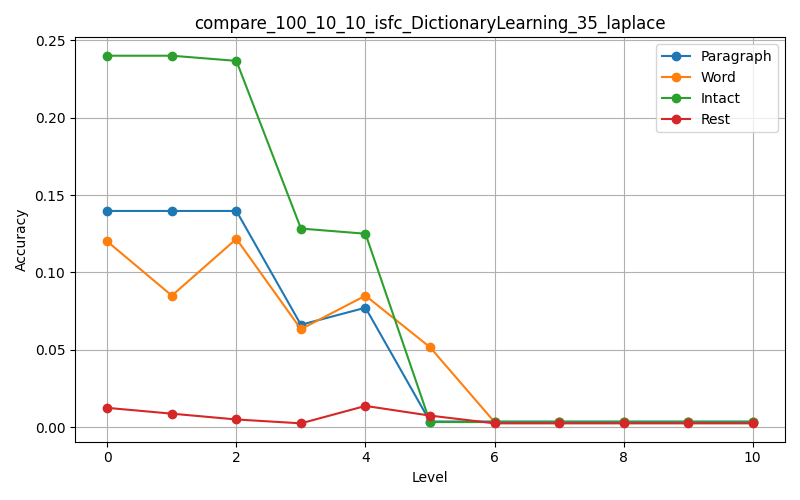 compare_100_10_10_isfc_DictionaryLearning_35_laplace
0.25
0.20
0.15
0.10
0.05
0.00
Accuracy
Paragraph
Word
Intact
Rest
0 2 4 6 8 10
Level